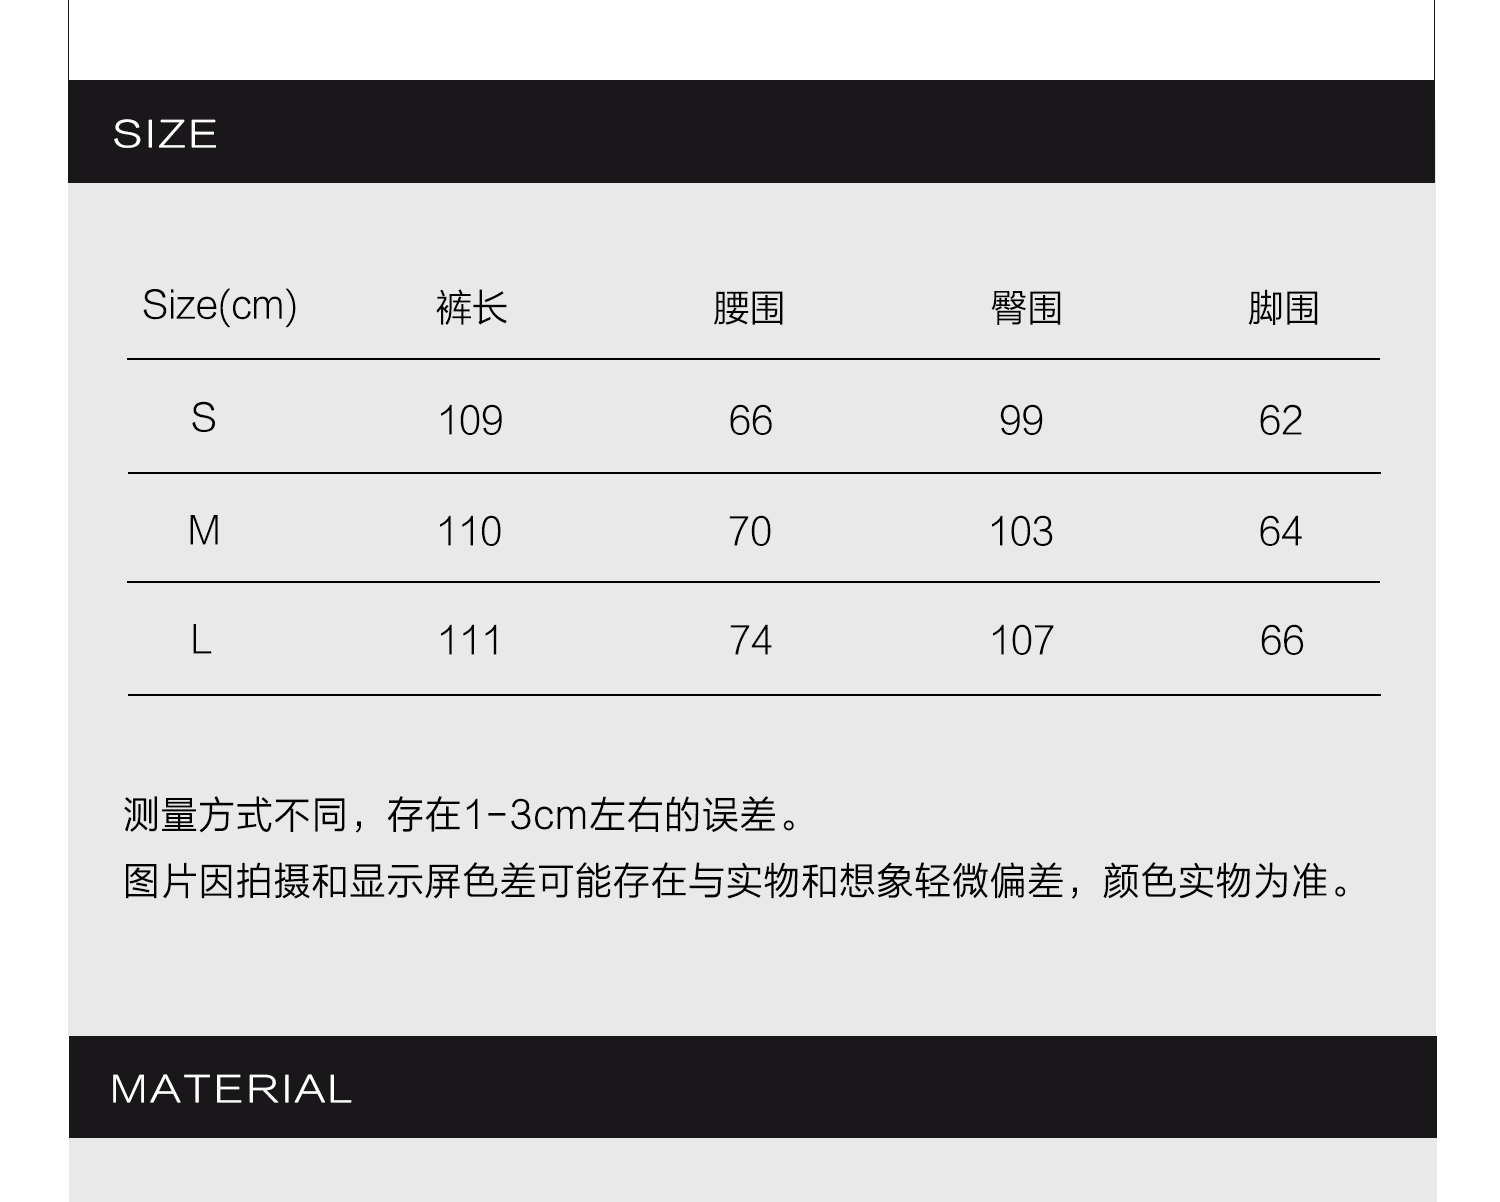 SIZE
Size(cm) 裤长 腰围 臀围 脚围
S 109 66 99 62
M 110 70 103 64
L 111 74 107 66
测量方式不同，存在1-3cm左右的误差。
图片因拍摄和显示屏色差可能存在与实物和想象轻微偏差，颜色实物为准。
MATERIAL